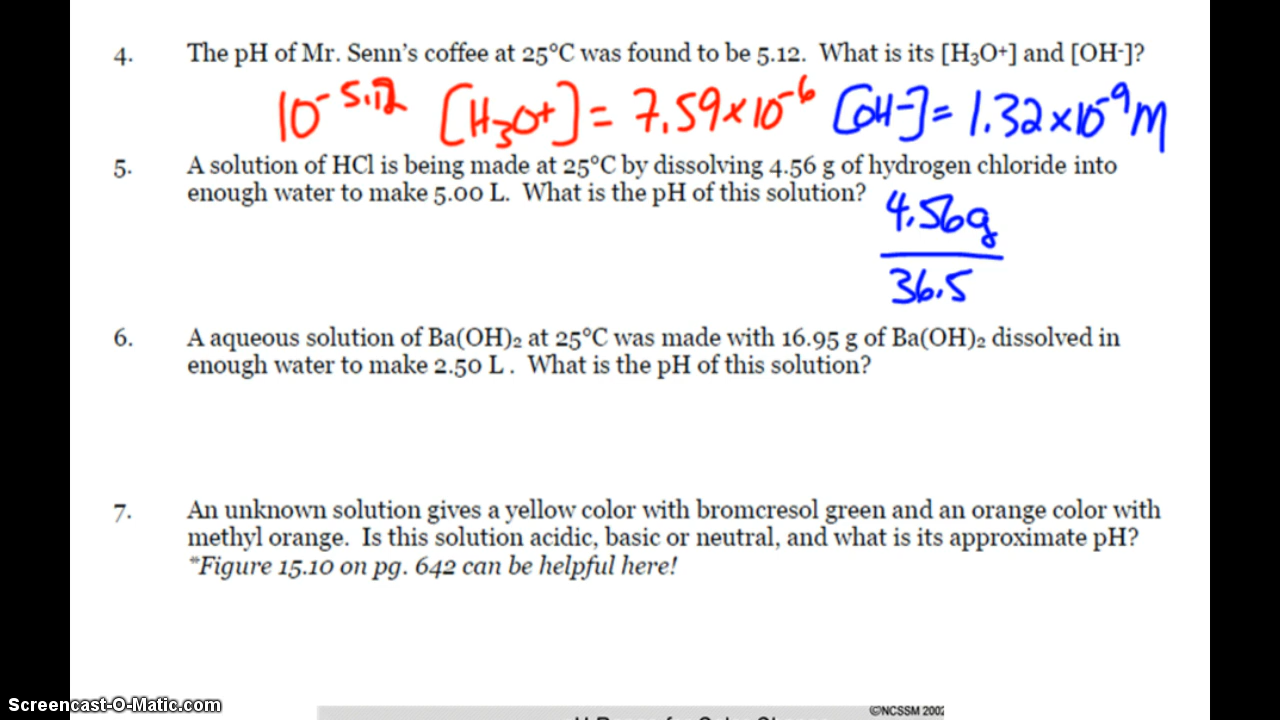 4. The pH of Mr. Senn's coffee at 25°C was found to be 5.12. What is its [H₃O⁺] and [OH⁻]?
10⁻⁵·¹² [H₃O+] = 7.59×10⁻⁶ [OH⁻] = 1.32×10⁻⁹ M
5. A solution of HCl is being made at 25°C by dissolving 4.56 g of hydrogen chloride into
enough water to make 5.00 L. What is the pH of this solution?
4.56g
36.5
6. A aqueous solution of Ba(OH)₂ at 25°C was made with 16.95 g of Ba(OH)₂ dissolved in
enough water to make 2.50 L . What is the pH of this solution?
7. An unknown solution gives a yellow color with bromcresol green and an orange color with
methyl orange. Is this solution acidic, basic or neutral, and what is its approximate pH?
*Figure 15.10 on pg. 642 can be helpful here!
Screencast-O-Matic.com
©NCSSM 2002